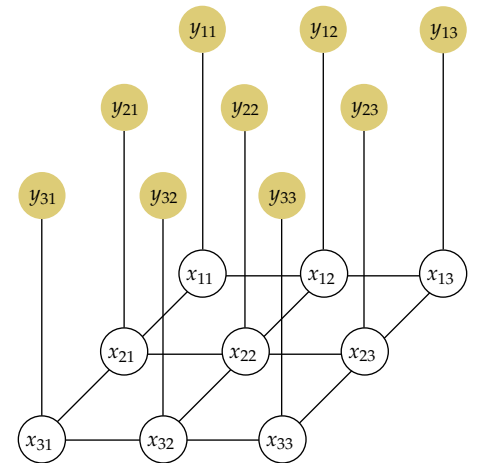 y₁₁ y₁₂ y₁₃
y₂₁ y₂₂ y₂₃
y₃₁ y₃₂ y₃₃
x₁₁ x₁₂ x₁₃
x₂₁ x₂₂ x₂₃
x₃₁ x₃₂ x₃₃